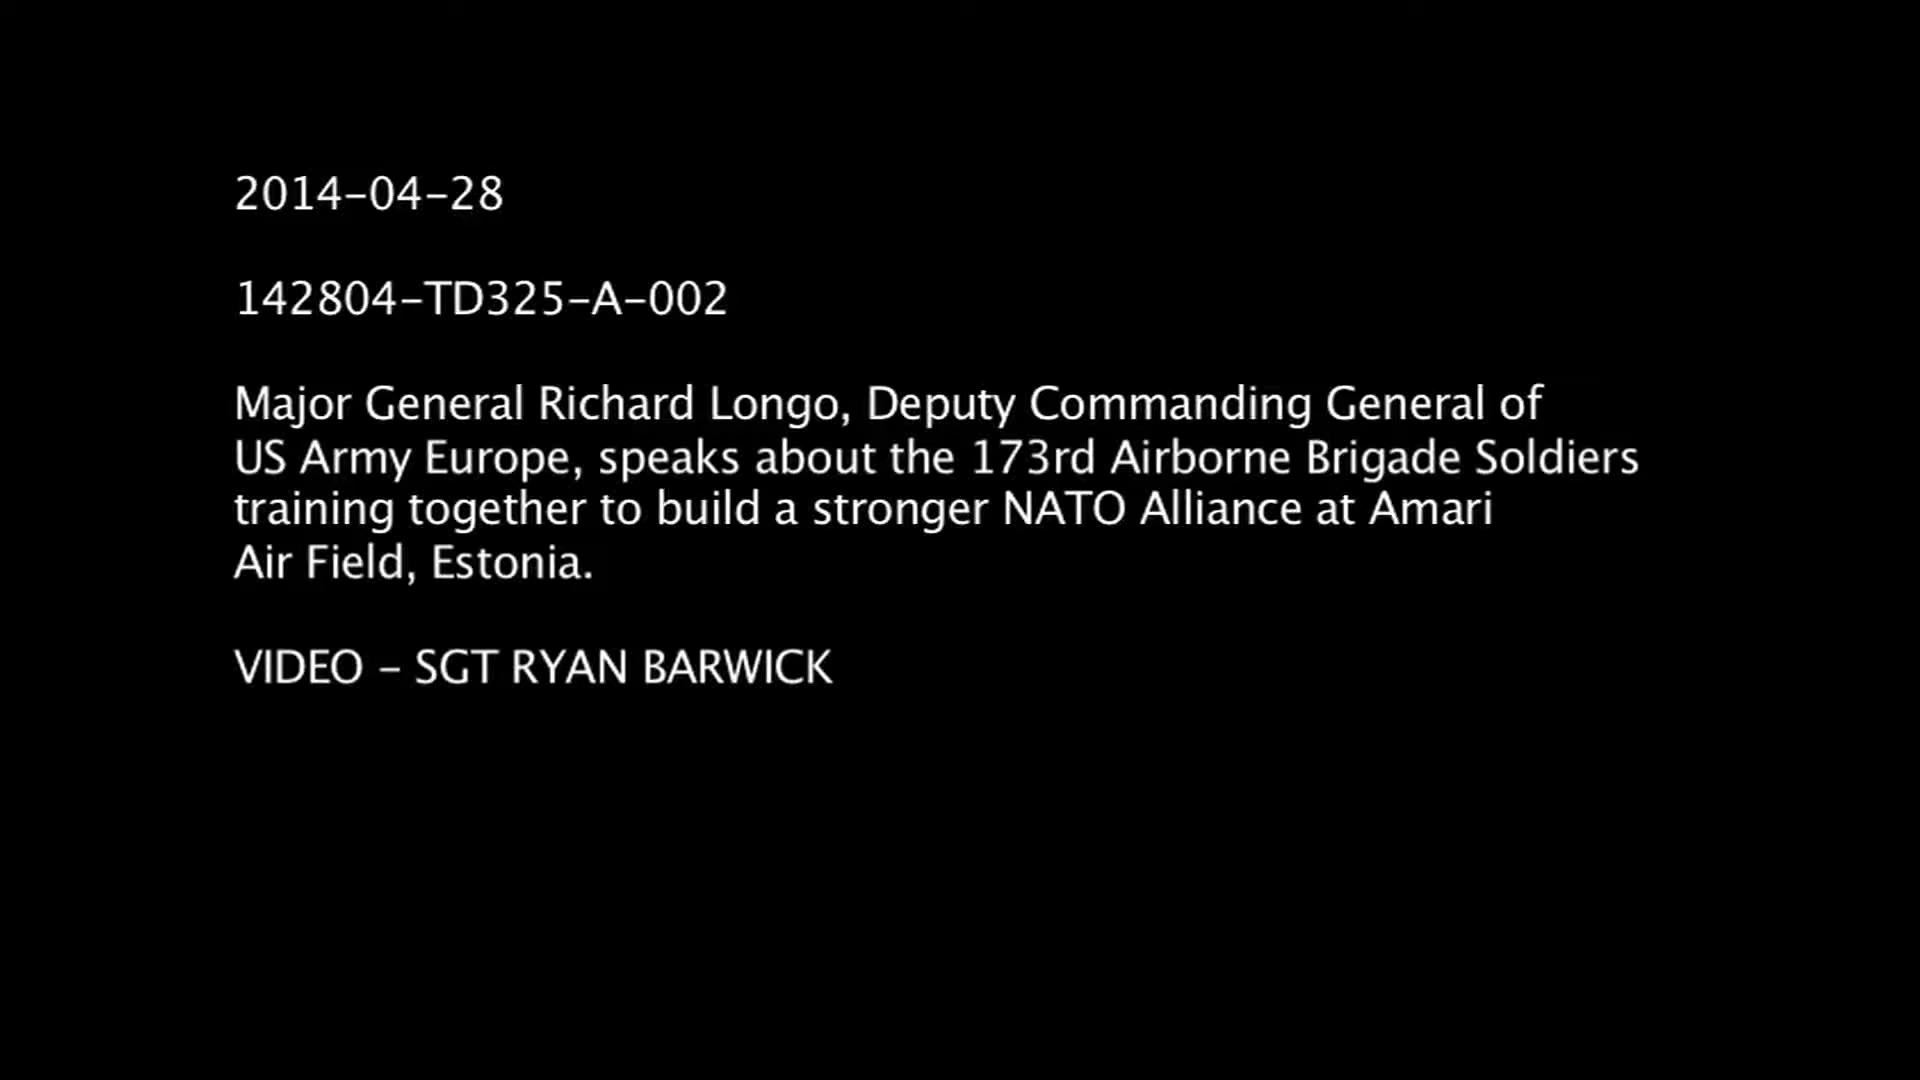 2014-04-28
142804-TD325-A-002
Major General Richard Longo, Deputy Commanding General of
US Army Europe, speaks about the 173rd Airborne Brigade Soldiers
training together to build a stronger NATO Alliance at Amari
Air Field, Estonia.
VIDEO - SGT RYAN BARWICK